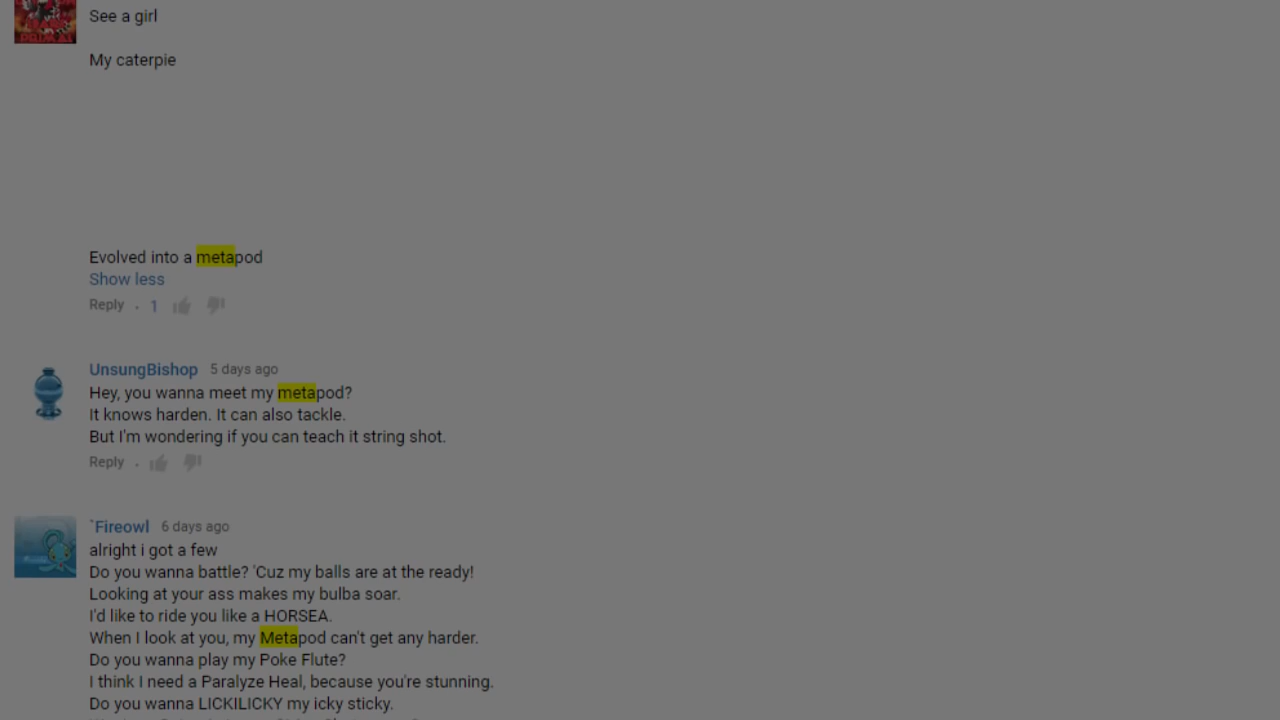 See a girl
My caterpie
Evolved into a metapod
Show less
Reply . 1
UnsungBishop 5 days ago
Hey, you wanna meet my metapod?
It knows harden. It can also tackle.
But I'm wondering if you can teach it string shot.
Reply .
`Fireowl 6 days ago
alright i got a few
Do you wanna battle? 'Cuz my balls are at the ready!
Looking at your ass makes my bulba soar.
I'd like to ride you like a HORSEA.
When I look at you, my Metapod can't get any harder.
Do you wanna play my Poke Flute?
I think I need a Paralyze Heal, because you're stunning.
Do you wanna LICKILICKY my icky sticky.